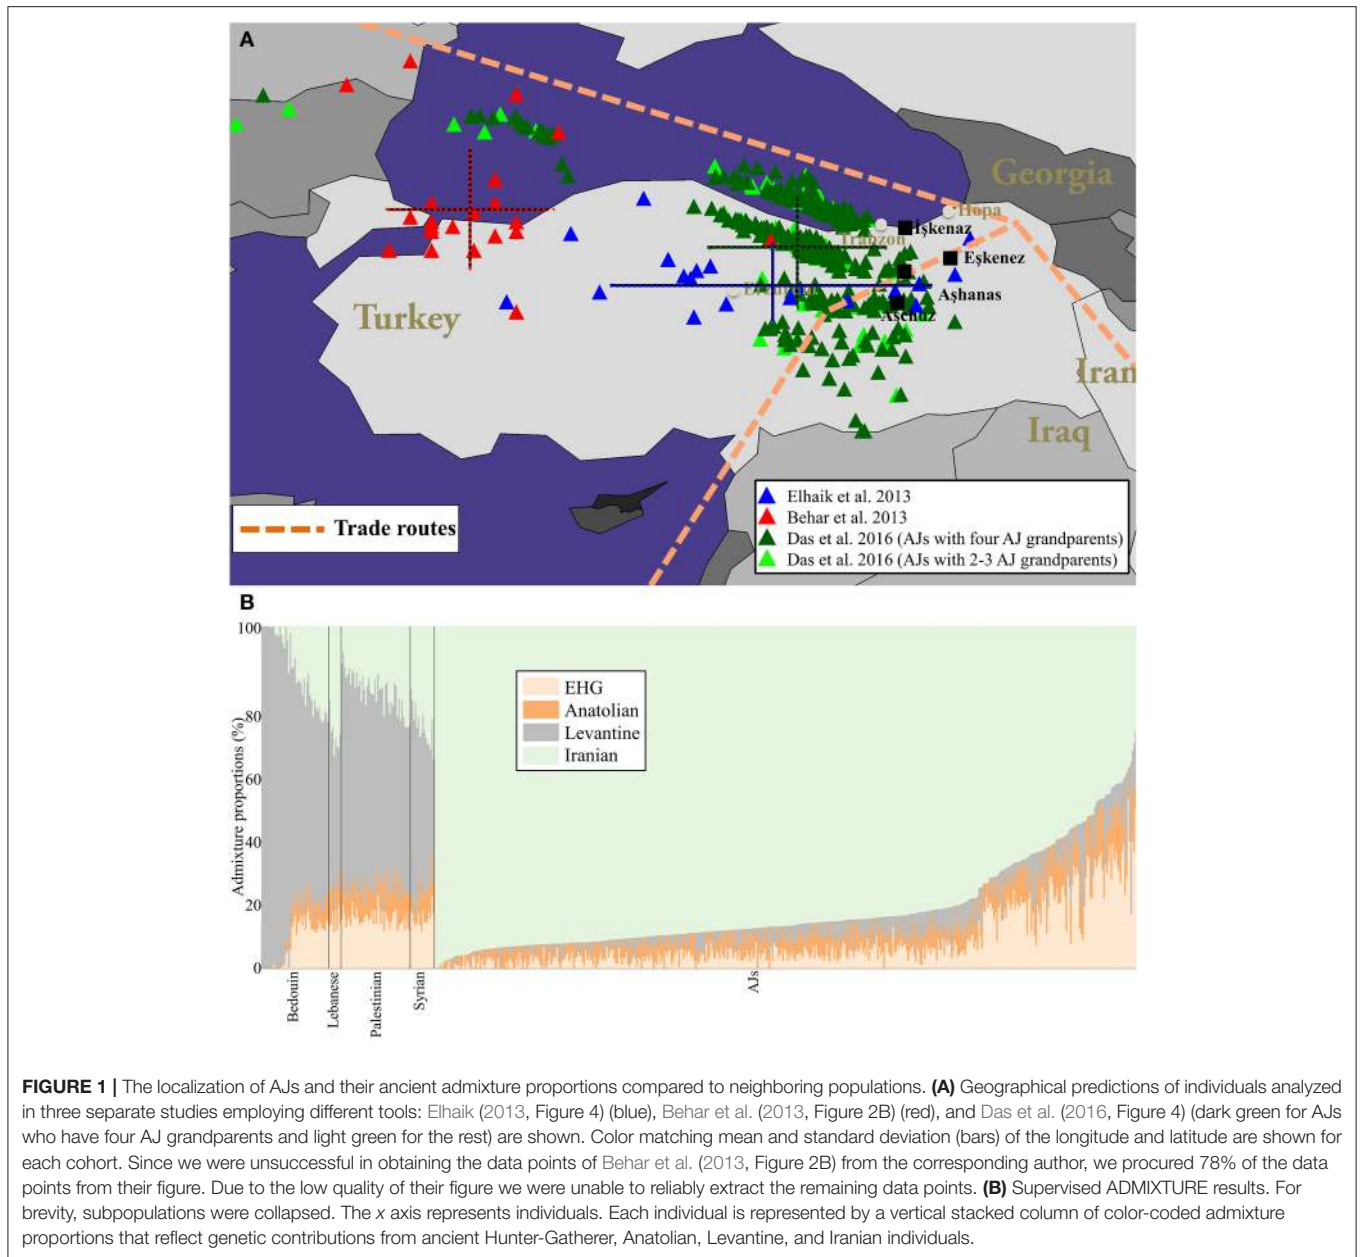 A
Georgia
Hopa
İşkenaz
Trabzon
Eşkenez
Aşhanas
Aschuz
Turkey
Iran
Iraq
Elhaik et al. 2013
Behar et al. 2013
Das et al. 2016 (AJs with four AJ grandparents)
Das et al. 2016 (AJs with 2-3 AJ grandparents)
Trade routes
B
100
80
60
40
20
0
Admixture proportions (%)
EHG
Anatolian
Levantine
Iranian
Bedouin
Lebanese
Palestinian
Syrian
AJs
FIGURE 1 | The localization of AJs and their ancient admixture proportions compared to neighboring populations. (A) Geographical predictions of individuals analyzed
in three separate studies employing different tools: Elhaik (2013, Figure 4) (blue), Behar et al. (2013, Figure 2B) (red), and Das et al. (2016, Figure 4) (dark green for AJs
who have four AJ grandparents and light green for the rest) are shown. Color matching mean and standard deviation (bars) of the longitude and latitude are shown for
each cohort. Since we were unsuccessful in obtaining the data points of Behar et al. (2013, Figure 2B) from the corresponding author, we procured 78% of the data
points from their figure. Due to the low quality of their figure we were unable to reliably extract the remaining data points. (B) Supervised ADMIXTURE results. For
brevity, subpopulations were collapsed. The x axis represents individuals. Each individual is represented by a vertical stacked column of color-coded admixture
proportions that reflect genetic contributions from ancient Hunter-Gatherer, Anatolian, Levantine, and Iranian individuals.